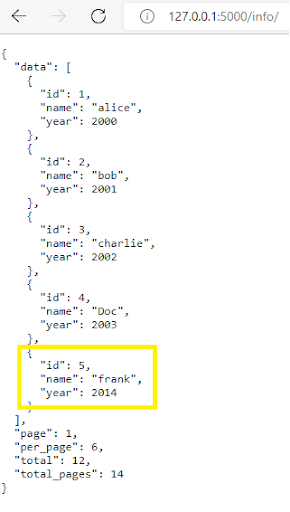 127.0.0.1:5000/info/
{
  "data": [
    {
      "id": 1,
      "name": "alice",
      "year": 2000
    },
    {
      "id": 2,
      "name": "bob",
      "year": 2001
    },
    {
      "id": 3,
      "name": "charlie",
      "year": 2002
    },
    {
      "id": 4,
      "name": "Doc",
      "year": 2003
    },
    {
      "id": 5,
      "name": "frank",
      "year": 2014
    }
  ],
  "page": 1,
  "per_page": 6,
  "total": 12,
  "total_pages": 14
}